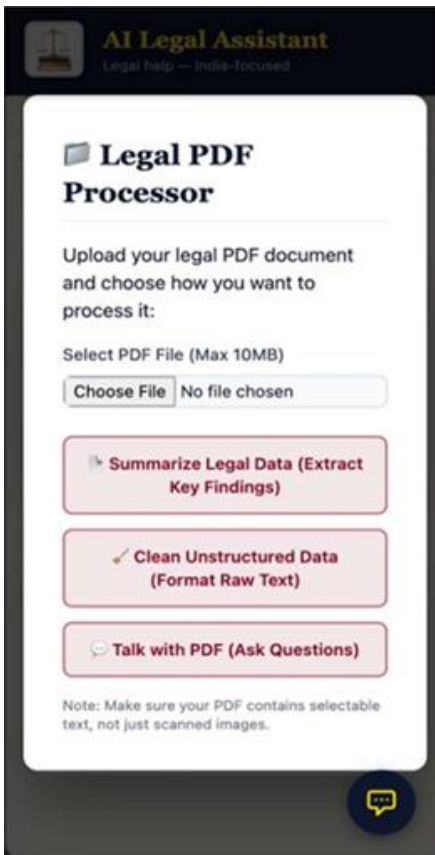 AI Legal Assistant
Legal help — India-focused
Legal PDF
Processor
Upload your legal PDF document
and choose how you want to
process it:
Select PDF File (Max 10MB)
Choose File No file chosen
Summarize Legal Data (Extract
Key Findings)
Clean Unstructured Data
(Format Raw Text)
Talk with PDF (Ask Questions)
Note: Make sure your PDF contains selectable
text, not just scanned images.